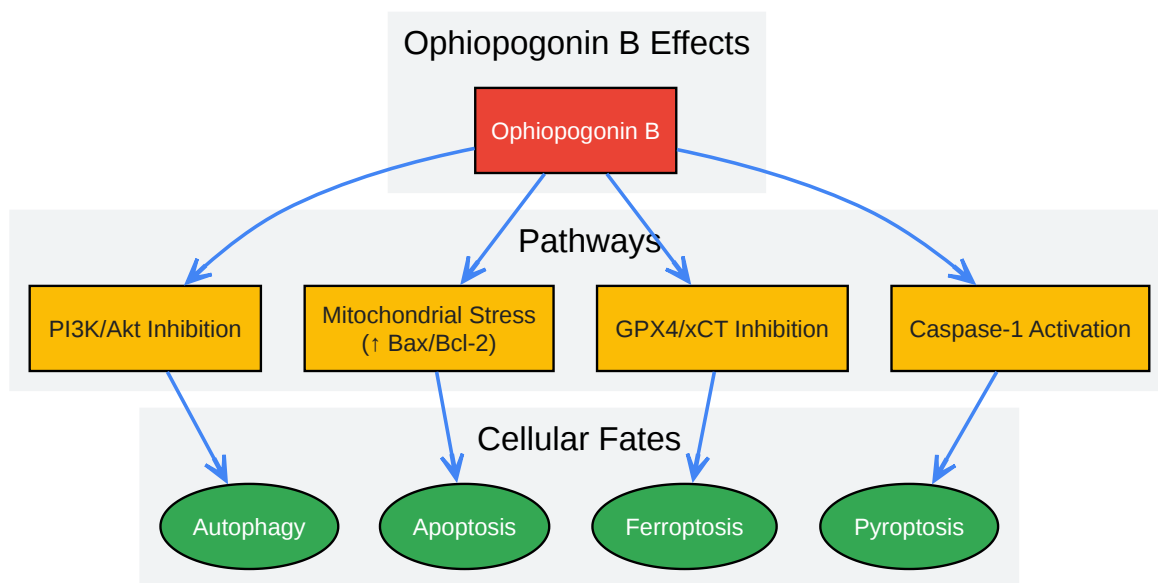 Ophiopogonin B Effects
Ophiopogonin B
Pathways
PI3K/Akt Inhibition
Mitochondrial Stress
(↑ Bax/Bcl-2)
GPX4/xCT Inhibition
Caspase-1 Activation
Cellular Fates
Autophagy
Apoptosis
Ferroptosis
Pyroptosis